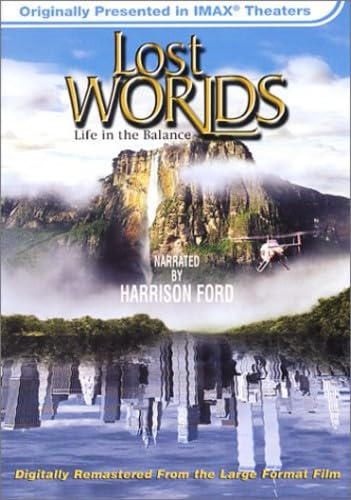 Originally Presented in IMAX® Theaters
LOST
WORLDS
Life in the Balance
NARRATED
BY
HARRISON FORD
Digitally Remastered From the Large Format Film